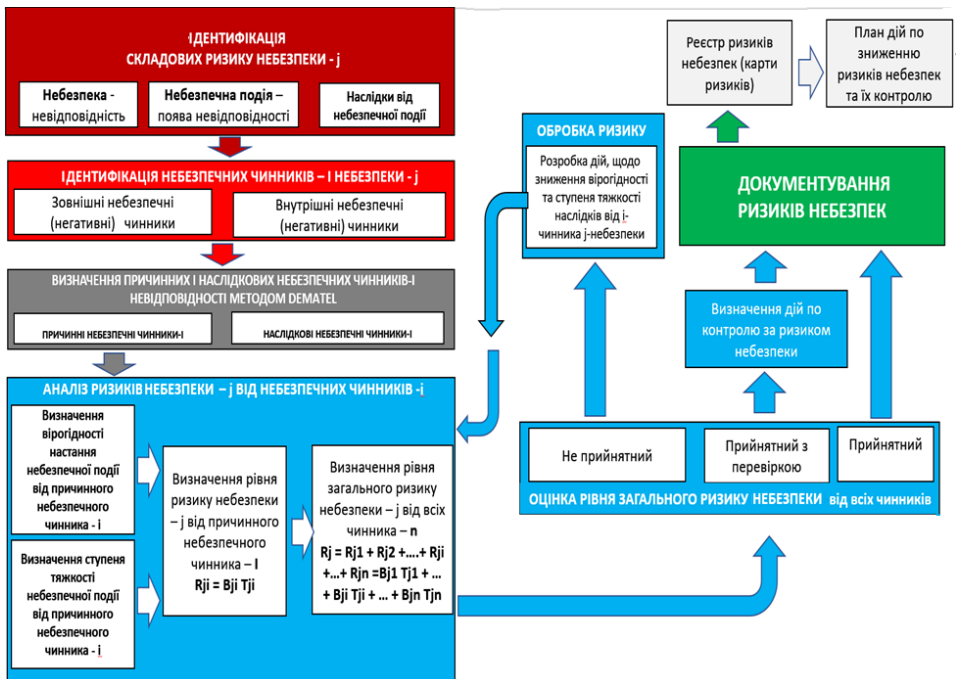 ІДЕНТИФІКАЦІЯ
СКЛАДОВИХ РИЗИКУ НЕБЕЗПЕКИ - j
Небезпека -
невідповідність
Небезпечна подія –
поява невідповідності
Наслідки від
небезпечної події
ІДЕНТИФІКАЦІЯ НЕБЕЗПЕЧНИХ ЧИННИКІВ – І НЕБЕЗПЕКИ - j
Зовнішні небезпечні
(негативні) чинники
Внутрішні небезпечні
(негативні) чинники
ВИЗНАЧЕННЯ ПРИЧИННИХ І НАСЛІДКОВИХ НЕБЕЗПЕЧНИХ ЧИННИКІВ-І
НЕВІДПОВІДНОСТІ МЕТОДОМ DEMATEL
ПРИЧИННІ НЕБЕЗПЕЧНІ ЧИННИКИ-І
НАСЛІДКОВІ НЕБЕЗПЕЧНІ ЧИННИКИ-І
АНАЛІЗ РИЗИКІВ НЕБЕЗПЕКИ – j ВІД НЕБЕЗПЕЧНИХ ЧИННИКІВ -і
Визначення
вірогідності
настання
небезпечної події
від причинного
небезпечного
чинника - і
Визначення ступеня
тяжкості
небезпечної події
від причинного
небезпечного
чинника - і
Визначення рівня
ризику небезпеки
– j від причинного
небезпечного
чинника – І
Rji = Bji Tji
Визначення рівня
загального ризику
небезпеки – j від всіх
чинника – n
Rj = Rj1 + Rj2 +....+ Rji
+...+ Rjn =Bj1 Tj1 + ...
+ Bji Tji + ... + Bjn Tjn
ОБРОБКА РИЗИКУ
Розробка дій, щодо
зниження вірогідності
та ступеня тяжкості
наслідків від і-
чинника j-небезпеки
Реєстр ризиків
небезпек (карти
ризиків)
План дій по
зниженню
ризиків небезпек
та їх контролю
ДОКУМЕНТУВАННЯ
РИЗИКІВ НЕБЕЗПЕК
Визначення дій по
контролю за ризиком
небезпеки
Не прийнятний
Прийнятний з
перевіркою
Прийнятний
ОЦІНКА РІВНЯ ЗАГАЛЬНОГО РИЗИКУ НЕБЕЗПЕКИ від всіх чинників